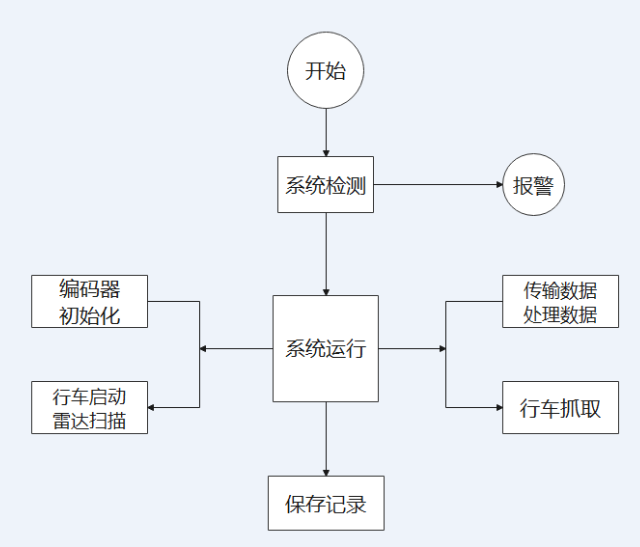 开始
系统检测
报警
编码器
初始化
系统运行
传输数据
处理数据
行车启动
雷达扫描
行车抓取
保存记录